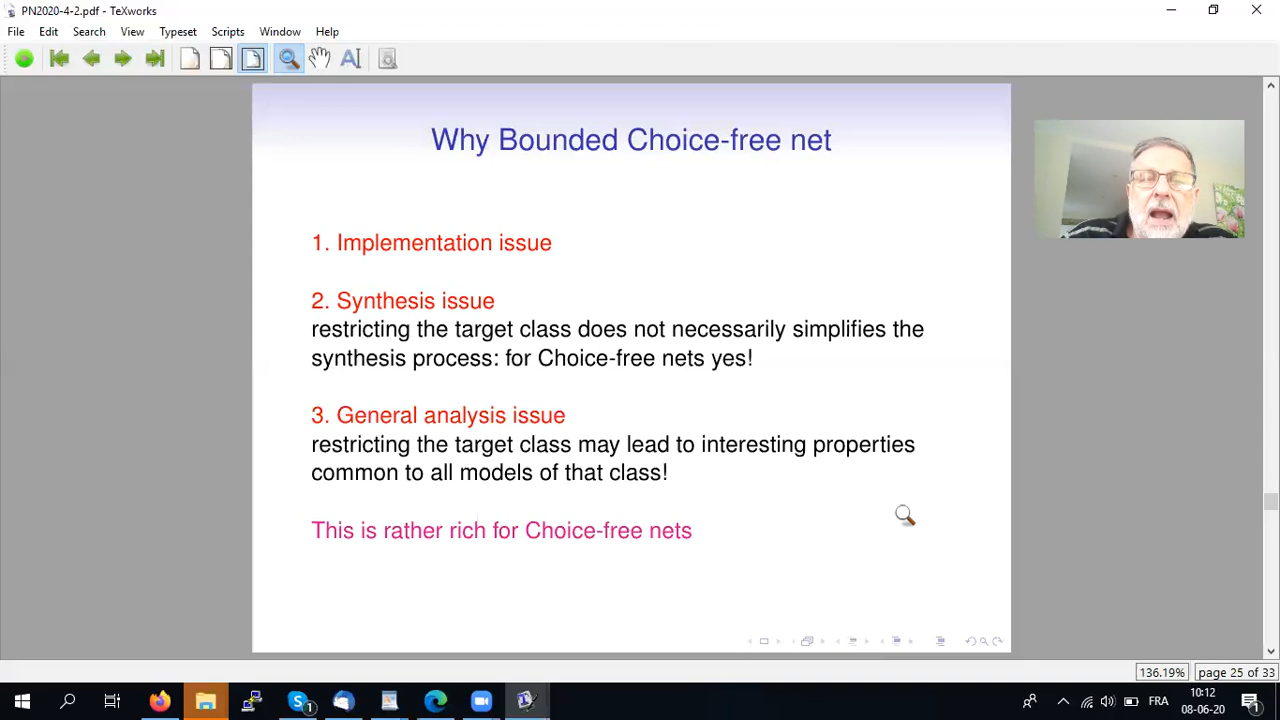 PN2020-4-2.pdf - TeXworks
File Edit Search View Typeset Scripts Window Help
Why Bounded Choice-free net
1. Implementation issue
2. Synthesis issue
restricting the target class does not necessarily simplifies the
synthesis process: for Choice-free nets yes!
3. General analysis issue
restricting the target class may lead to interesting properties
common to all models of that class!
This is rather rich for Choice-free nets
136.19% page 25 of 33
FRA
10:12
08-06-20